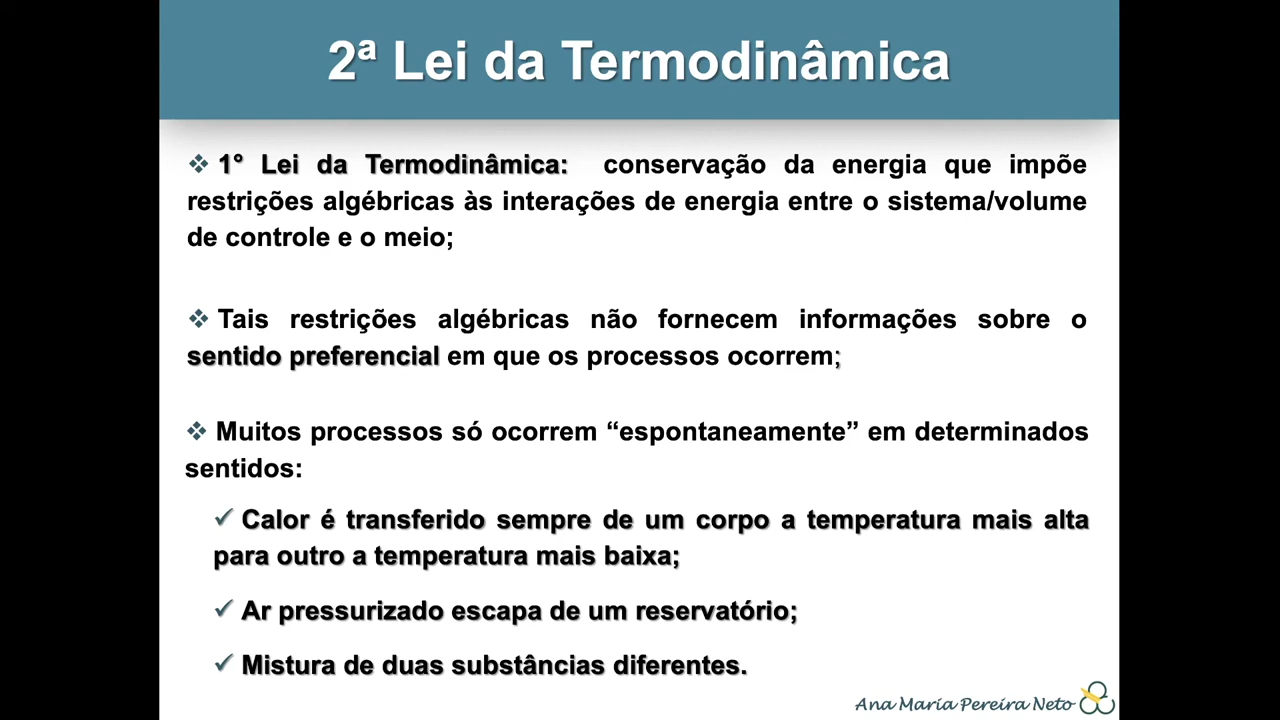 2ª Lei da Termodinâmica
❖ 1° Lei da Termodinâmica: conservação da energia que impõe
restrições algébricas às interações de energia entre o sistema/volume
de controle e o meio;
❖ Tais restrições algébricas não fornecem informações sobre o
sentido preferencial em que os processos ocorrem;
❖ Muitos processos só ocorrem “espontaneamente” em determinados
sentidos:
✓ Calor é transferido sempre de um corpo a temperatura mais alta
para outro a temperatura mais baixa;
✓ Ar pressurizado escapa de um reservatório;
✓ Mistura de duas substâncias diferentes.
Ana Maria Pereira Neto